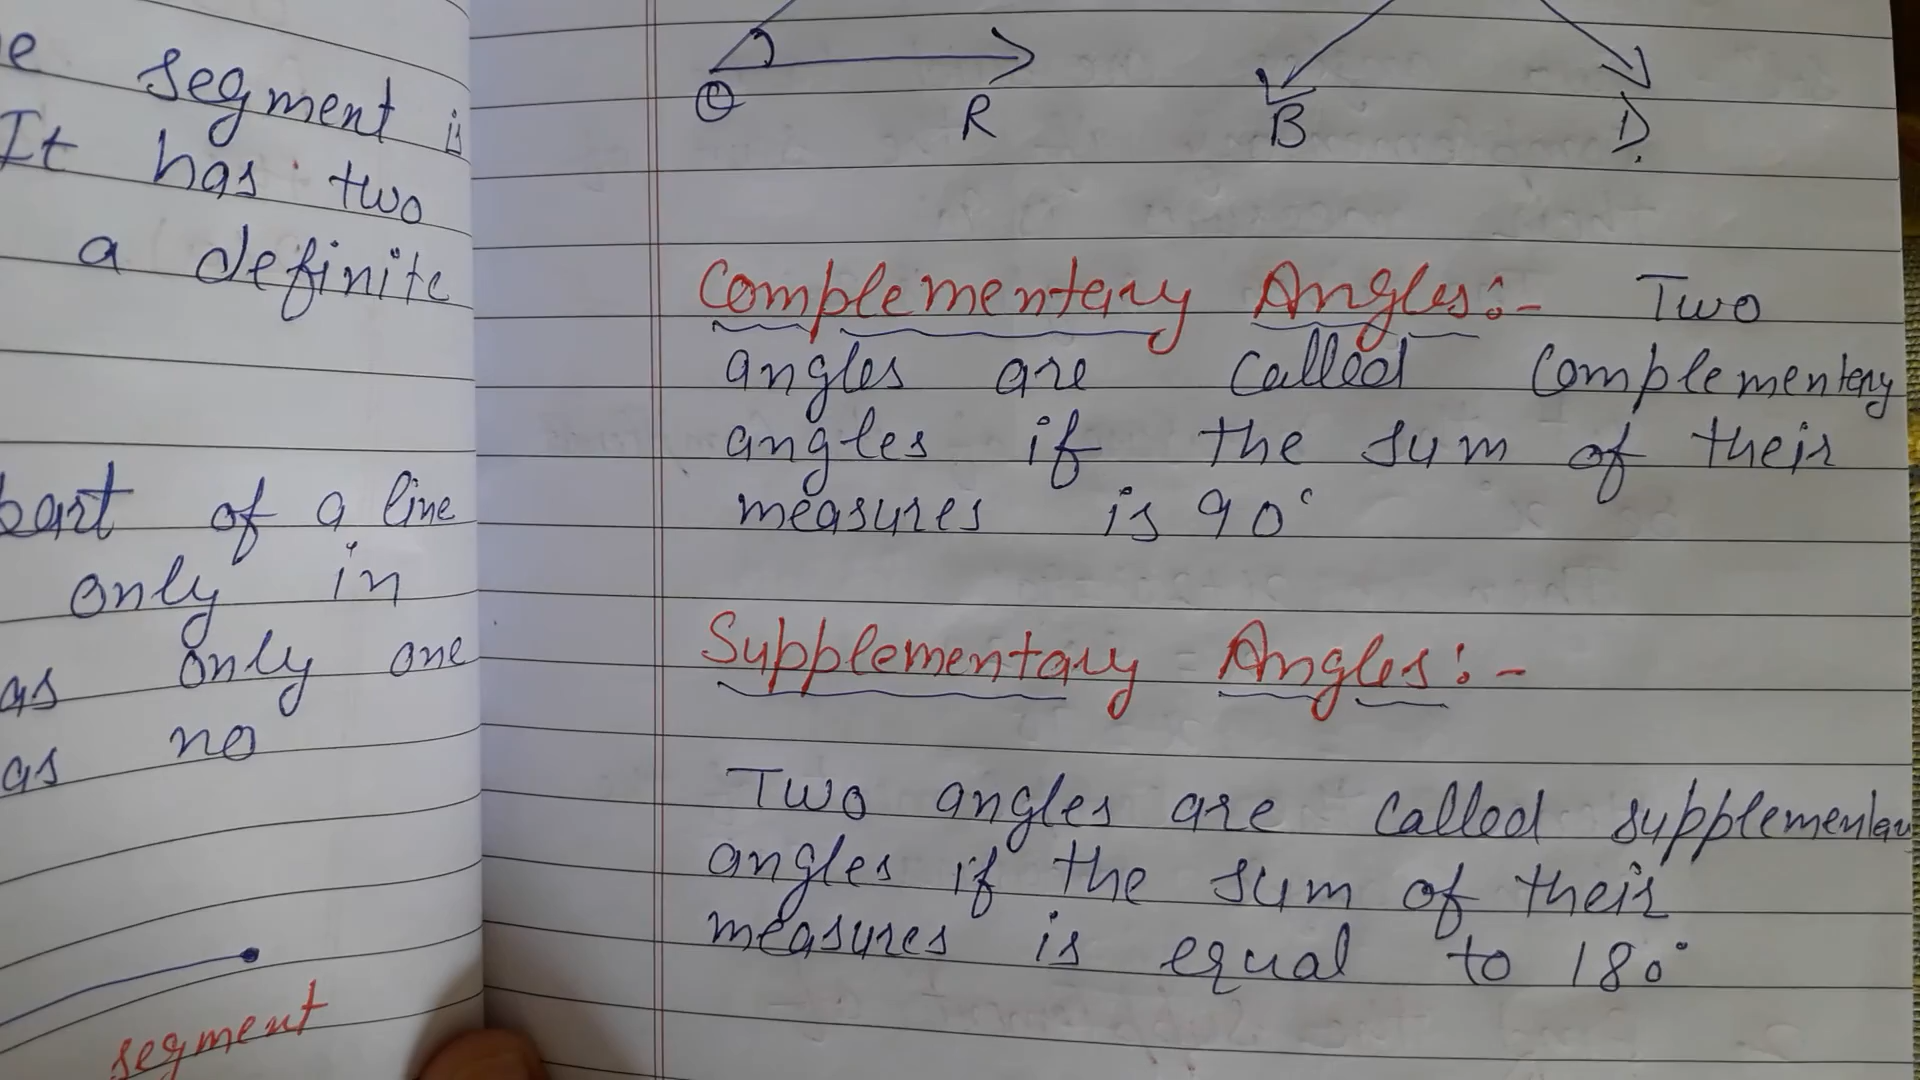 e segment is
It has two
a definite
part of a line
only in
as only one
as no
segment
O R B D
Complementary Angles:- Two
angles are called Complementary
angles if the sum of their
measures is 90°
Supplementary Angles:-
Two angles are called supplementary
angles if the sum of their
measures is equal to 180°